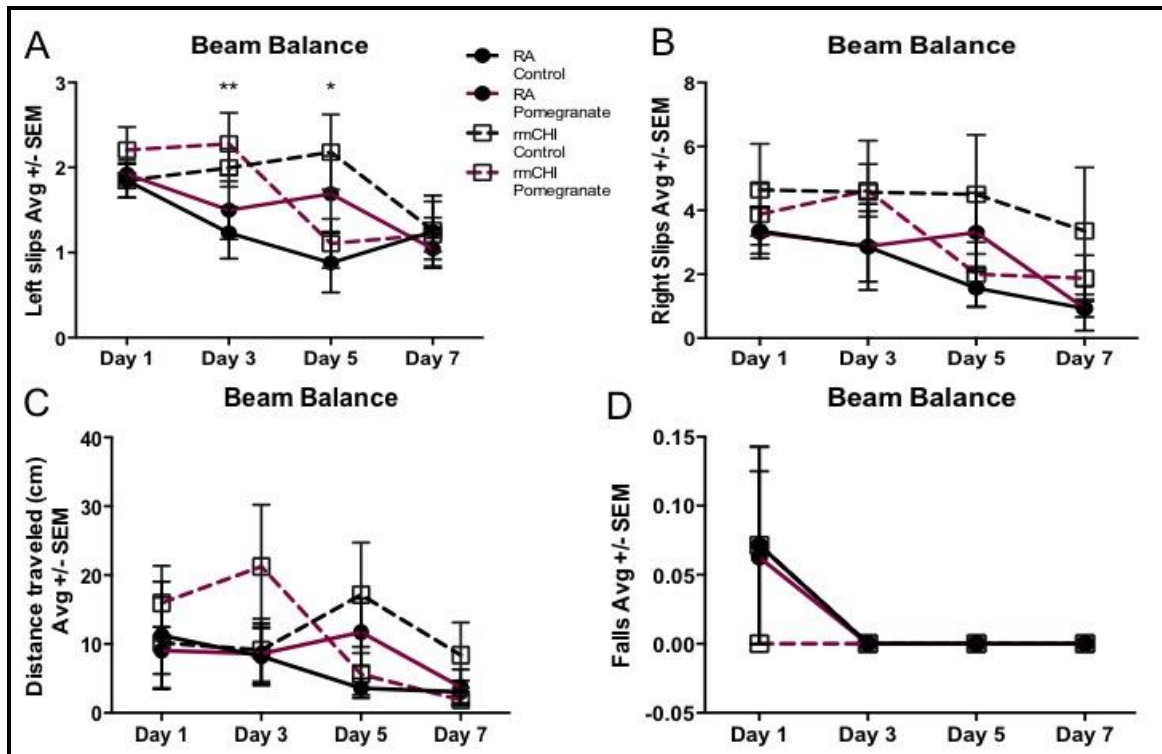 A
Beam Balance
Left slips Avg +/- SEM
3
2
1
0
**
*
Day 1
Day 3
Day 5
Day 7
RA
Control
RA
Pomegranate
rmCHI
Control
rmCHI
Pomegranate
B
Beam Balance
Right Slips Avg +/- SEM
8
6
4
2
0
Day 1
Day 3
Day 5
Day 7
C
Beam Balance
Distance traveled (cm)
Avg +/- SEM
40
30
20
10
0
Day 1
Day 3
Day 5
Day 7
D
Beam Balance
Falls Avg +/- SEM
0.15
0.10
0.05
0.00
-0.05
Day 1
Day 3
Day 5
Day 7